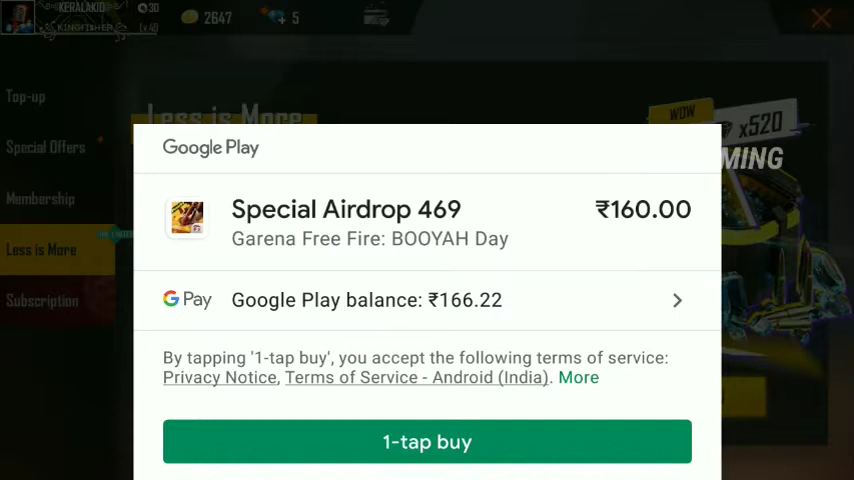 KERALAKID
KINGFISHER
30
Lv.48
2647
5
Top-up
Special Offers
Membership
Less is More
Subscription
Less is More
WOW
x520
MING
Google Play
Special Airdrop 469
₹160.00
Garena Free Fire: BOOYAH Day
G Pay
Google Play balance: ₹166.22
By tapping '1-tap buy', you accept the following terms of service:
Privacy Notice, Terms of Service - Android (India). More
1-tap buy